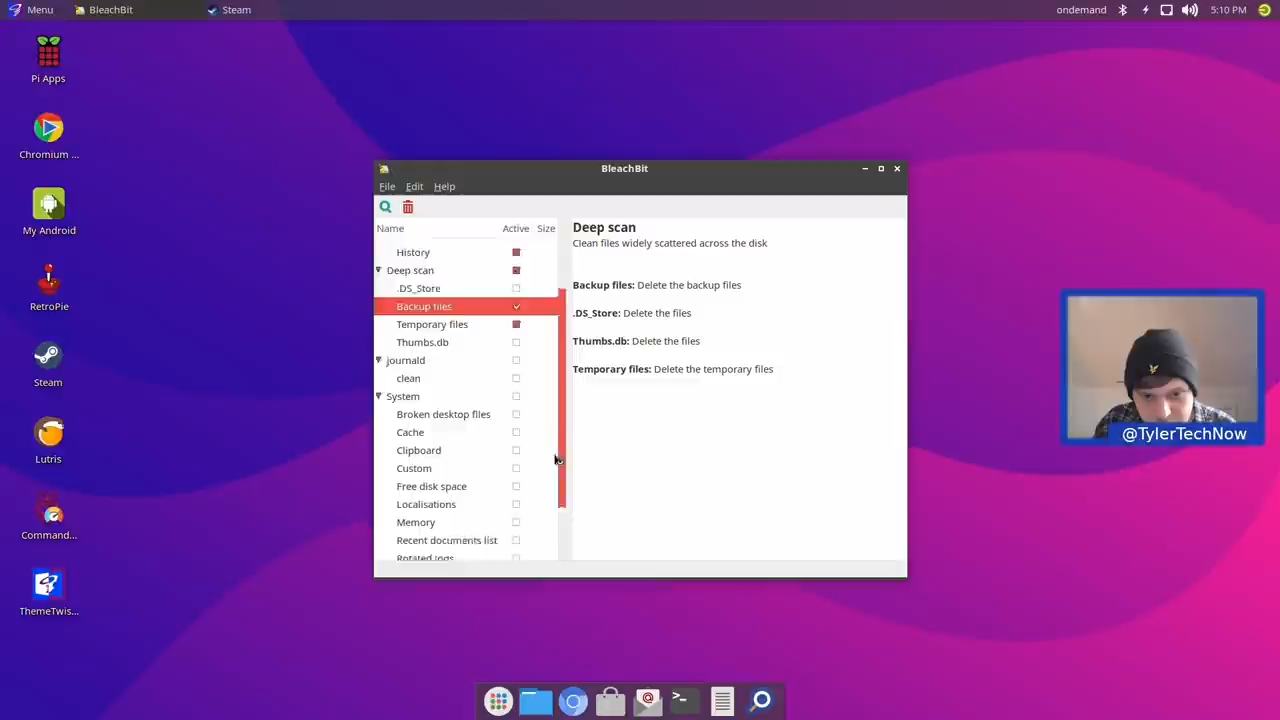 Menu
BleachBit
Steam
ondemand
5:10 PM
Pi Apps
Chromium ...
My Android
RetroPie
Steam
Lutris
Command...
ThemeTwis...
BleachBit
File Edit Help
Name Active Size
History
Deep scan
.DS_Store
Backup files
Temporary files
Thumbs.db
journald
clean
System
Broken desktop files
Cache
Clipboard
Custom
Free disk space
Localisations
Memory
Recent documents list
Rotated logs
Deep scan
Clean files widely scattered across the disk
Backup files: Delete the backup files
.DS_Store: Delete the files
Thumbs.db: Delete the files
Temporary files: Delete the temporary files
@TylerTechNow